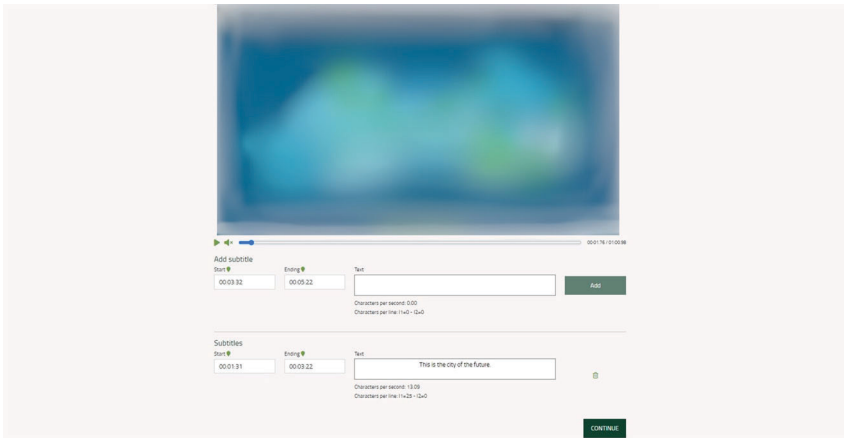 00:01.76 / 01:00.98
Add subtitle
Start Ending Text
00:03:32 00:05:22 Add
Characters per second: 0.00
Characters per line: l1=0 - l2=0
Subtitles
Start Ending Text
00:01:31 00:03:22 This is the city of the future.
Characters per second: 13.09
Characters per line: l1=25 - l2=0
CONTINUE